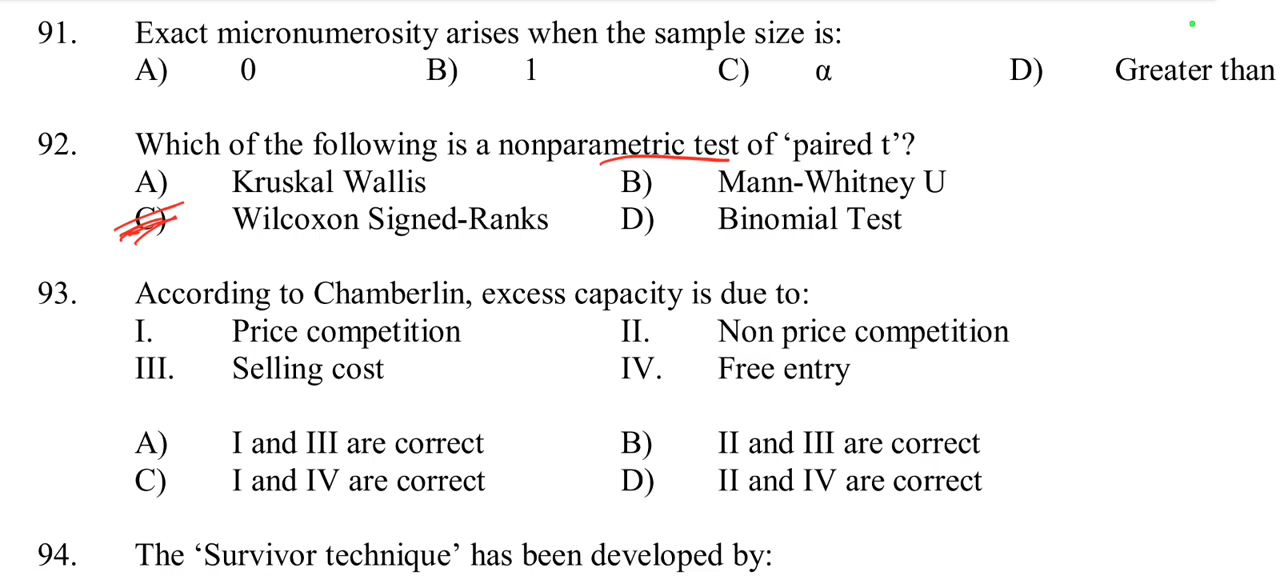 91. Exact micronumerosity arises when the sample size is:
A) 0 B) 1 C) α D) Greater than
92. Which of the following is a nonparametric test of ‘paired t’?
A) Kruskal Wallis B) Mann-Whitney U
C) Wilcoxon Signed-Ranks D) Binomial Test
93. According to Chamberlin, excess capacity is due to:
I. Price competition II. Non price competition
III. Selling cost IV. Free entry
A) I and III are correct B) II and III are correct
C) I and IV are correct D) II and IV are correct
94. The ‘Survivor technique’ has been developed by: